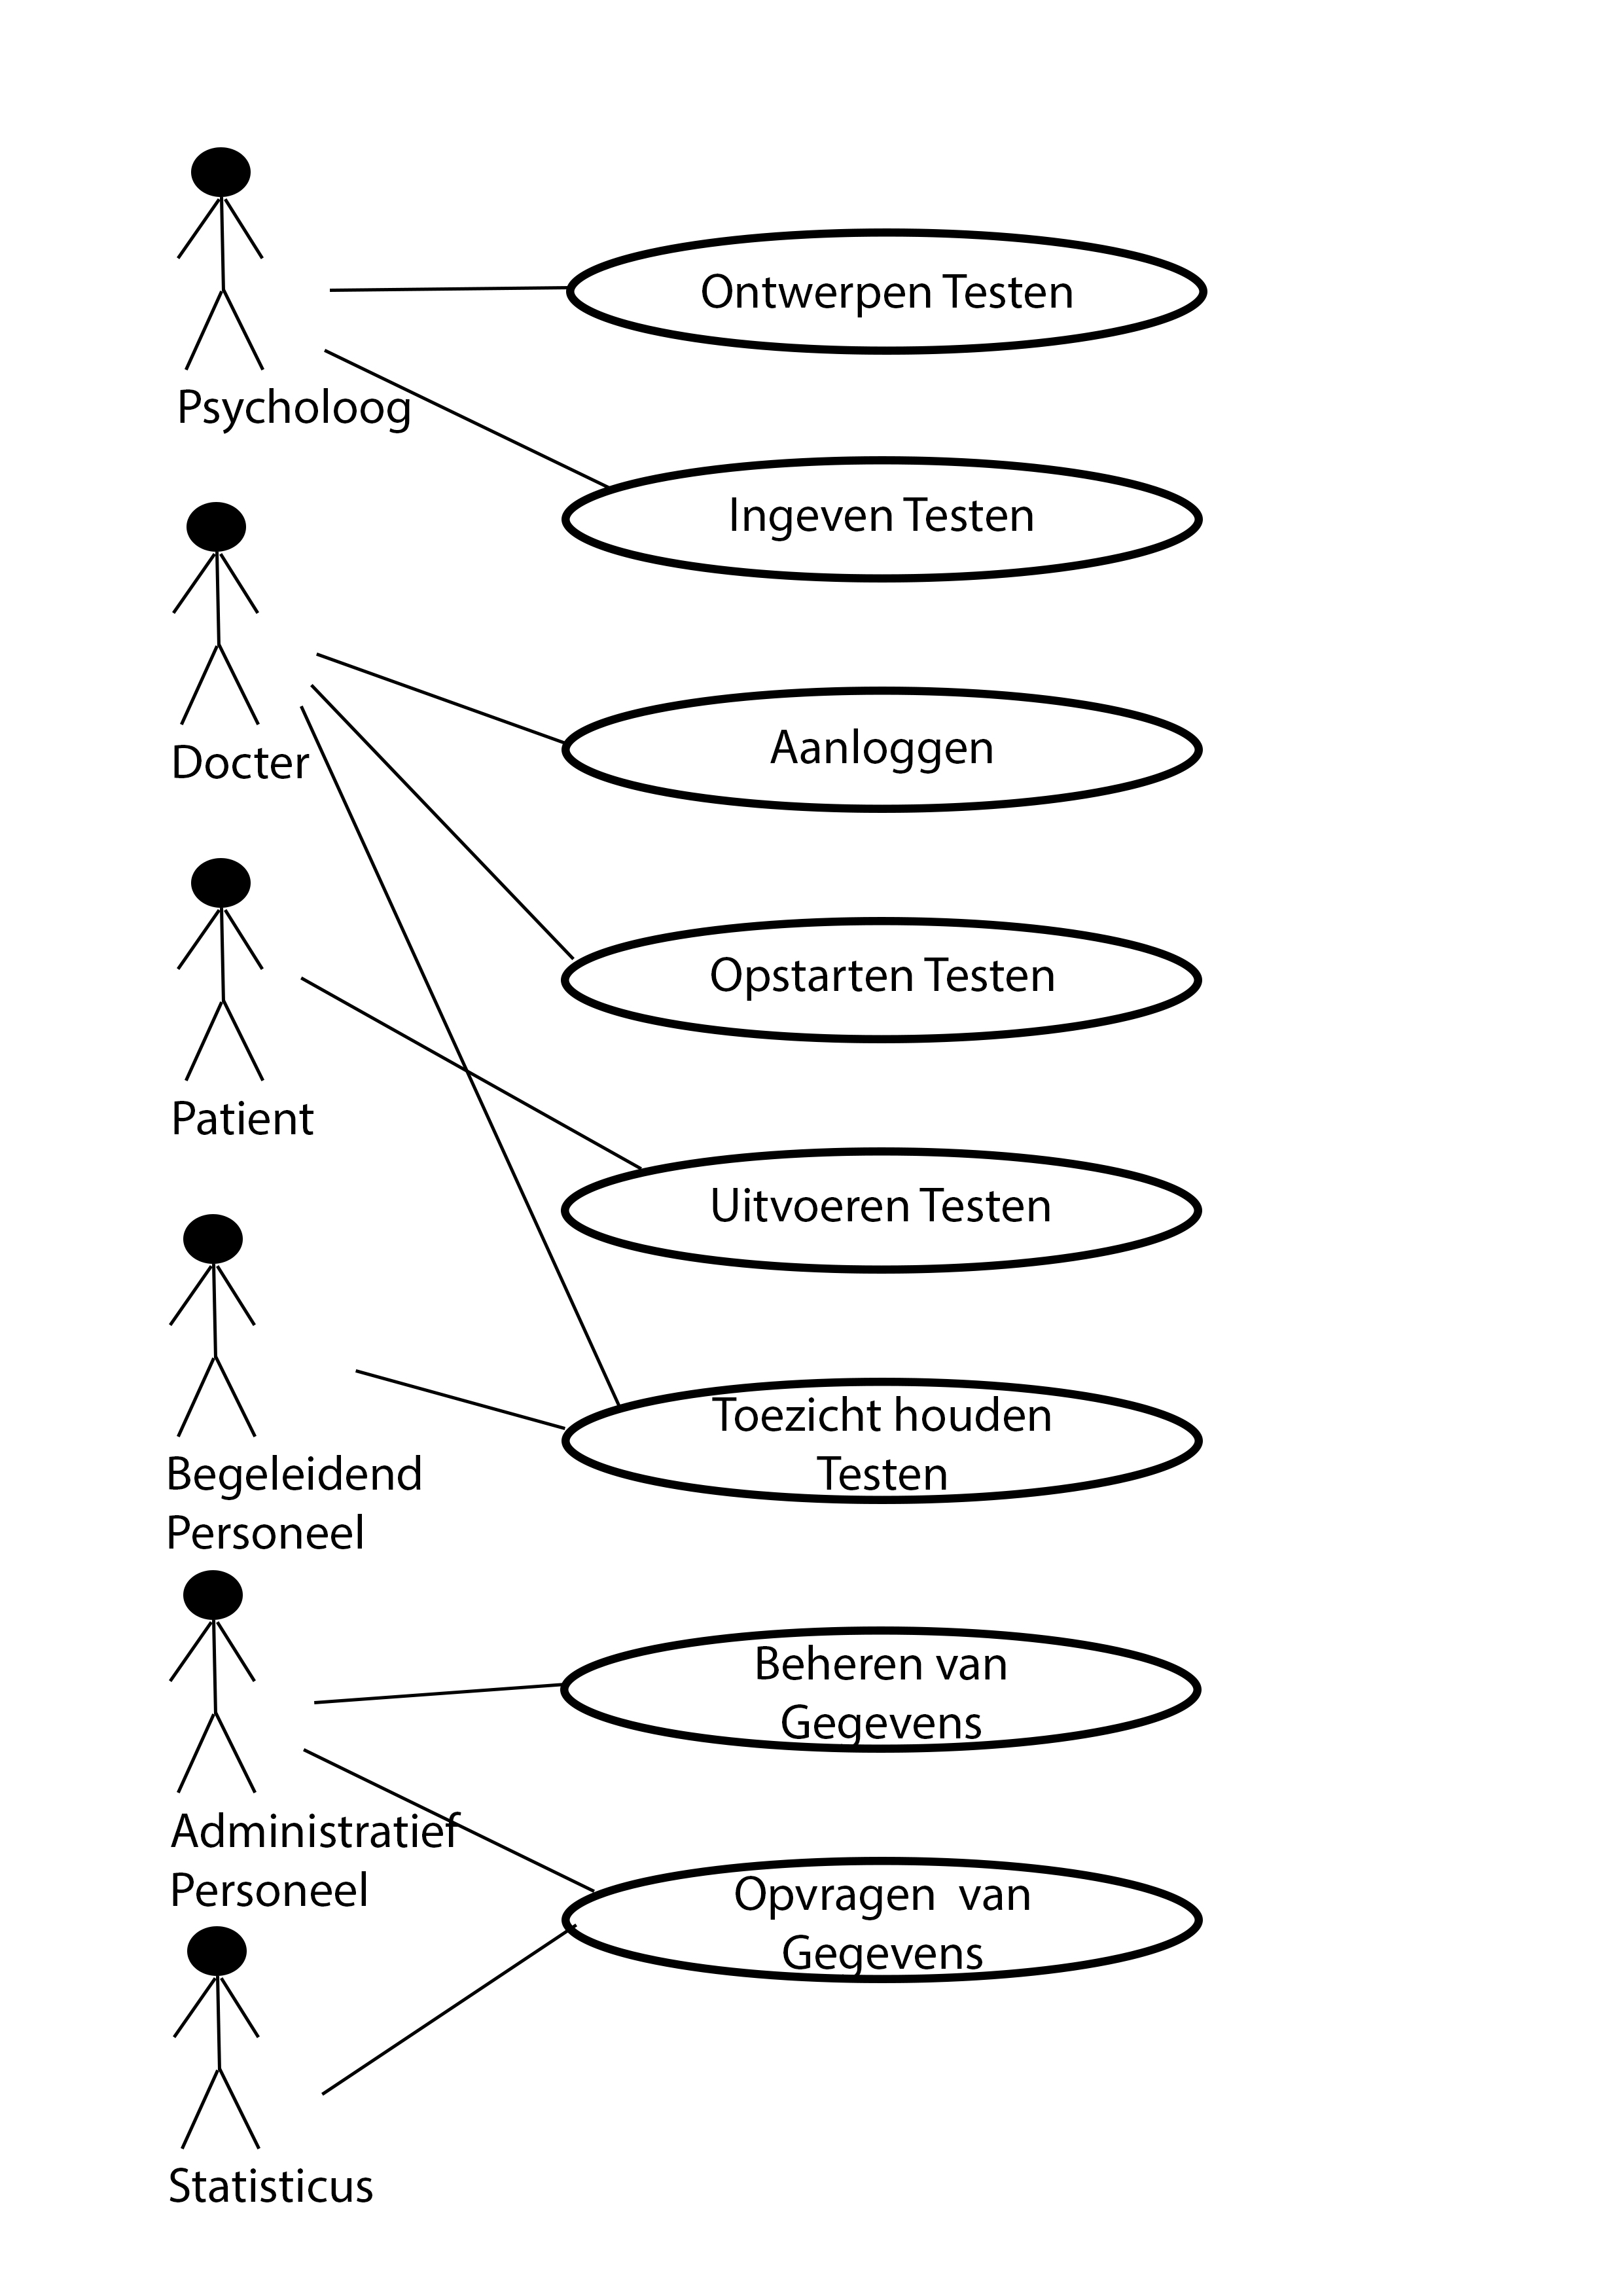 Ontwerpen Testen
Psycholoog
Ingeven Testen
Docter
Aanloggen
Opstarten Testen
Patient
Uitvoeren Testen
Toezicht houden
Testen
Begeleidend
Personeel
Beheren van
Gegevens
Administratief
Personeel
Opvragen  van
Gegevens
Statisticus